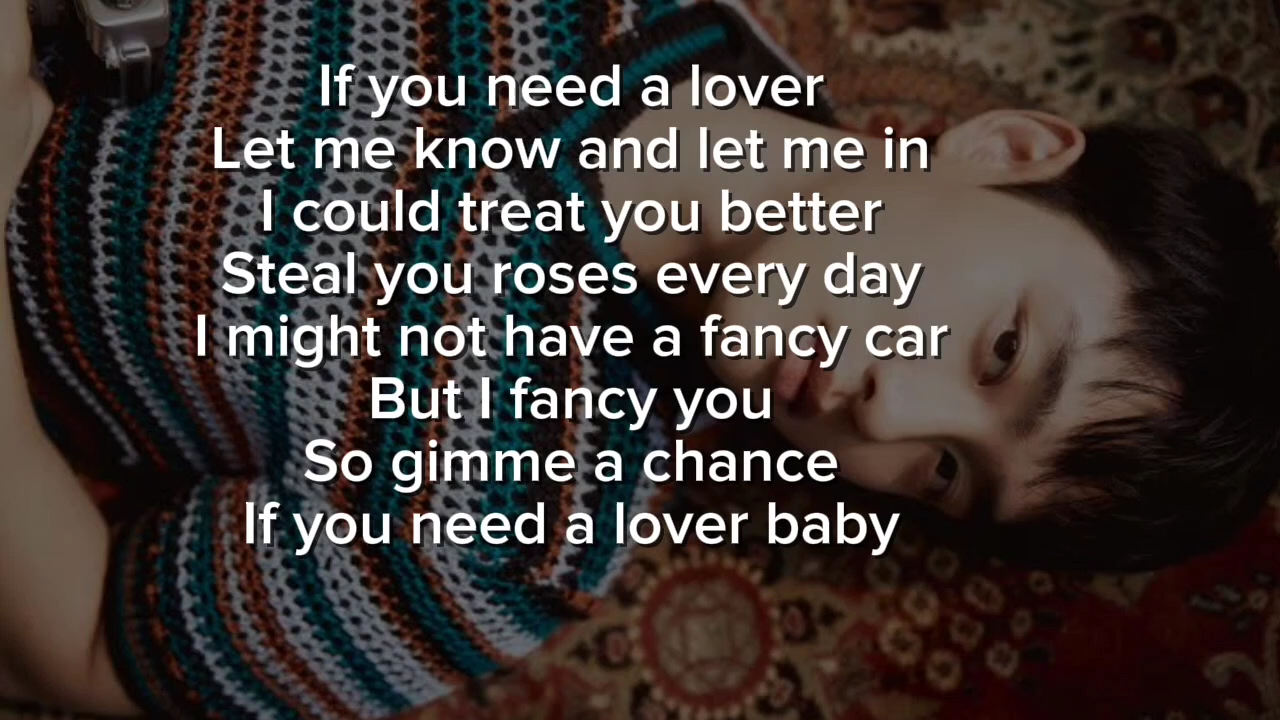 If you need a lover
Let me know and let me in
I could treat you better
Steal you roses every day
I might not have a fancy car
But I fancy you
So gimme a chance
If you need a lover baby